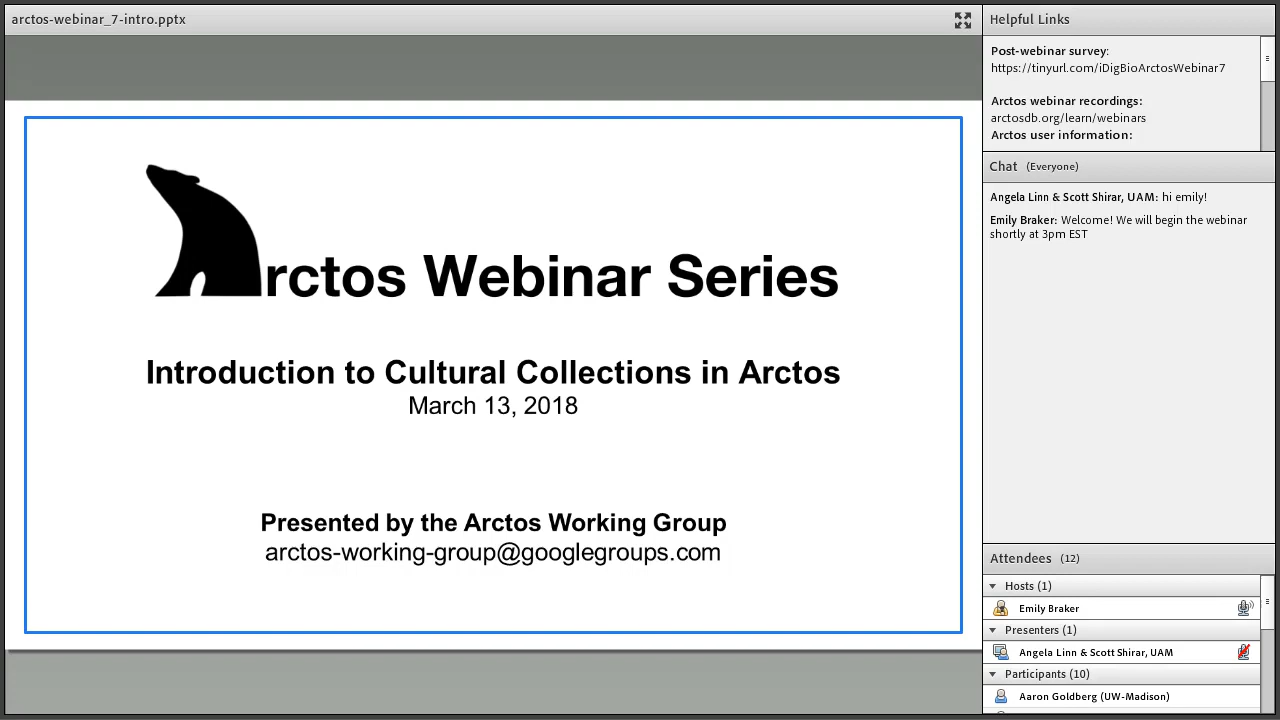 arctos-webinar_7-intro.pptx
rctos Webinar Series
Introduction to Cultural Collections in Arctos
March 13, 2018
Presented by the Arctos Working Group
arctos-working-group@googlegroups.com
Helpful Links
Post-webinar survey:
https://tinyurl.com/iDigBioArctosWebinar7
Arctos webinar recordings:
arctosdb.org/learn/webinars
Arctos user information:
Chat (Everyone)
Angela Linn & Scott Shirar, UAM: hi emily!
Emily Braker: Welcome! We will begin the webinar
shortly at 3pm EST
Attendees (12)
Hosts (1)
Emily Braker
Presenters (1)
Angela Linn & Scott Shirar, UAM
Participants (10)
Aaron Goldberg (UW-Madison)